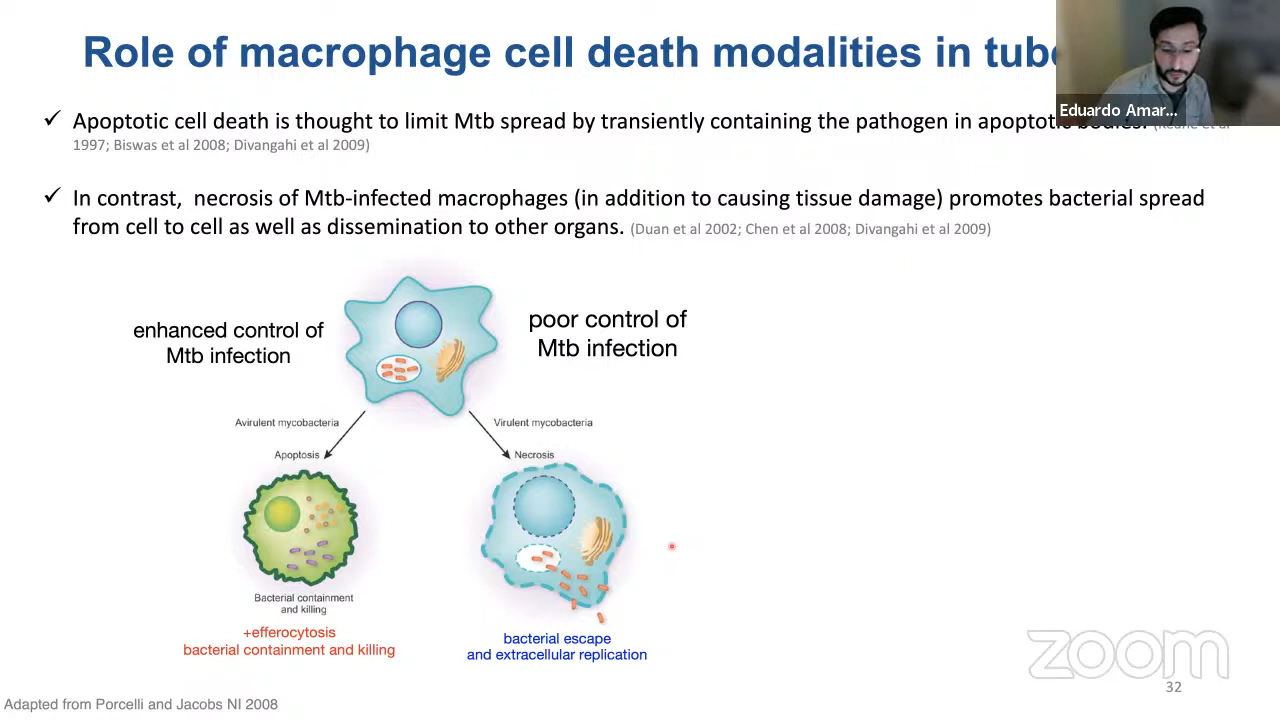 Role of macrophage cell death modalities in tub
Eduardo Amar...
✓ Apoptotic cell death is thought to limit Mtb spread by transiently containing the pathogen in apoptotic bodies. (Keane et al
1997; Biswas et al 2008; Divangahi et al 2009)
✓ In contrast, necrosis of Mtb-infected macrophages (in addition to causing tissue damage) promotes bacterial spread
from cell to cell as well as dissemination to other organs. (Duan et al 2002; Chen et al 2008; Divangahi et al 2009)
enhanced control of
Mtb infection
poor control of
Mtb infection
Avirulent mycobacteria
Virulent mycobacteria
Apoptosis
Necrosis
Bacterial containment
and killing
+efferocytosis
bacterial containment and killing
bacterial escape
and extracellular replication
zoom
32
Adapted from Porcelli and Jacobs NI 2008